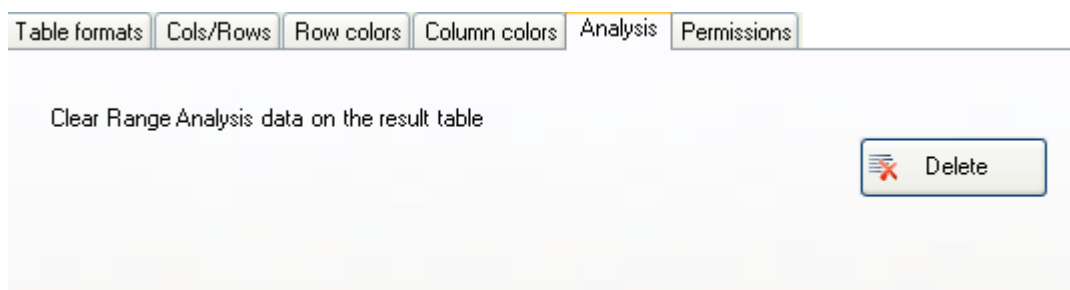 Table formats Cols/Rows Row colors Column colors Analysis Permissions
Clear Range Analysis data on the result table
Delete